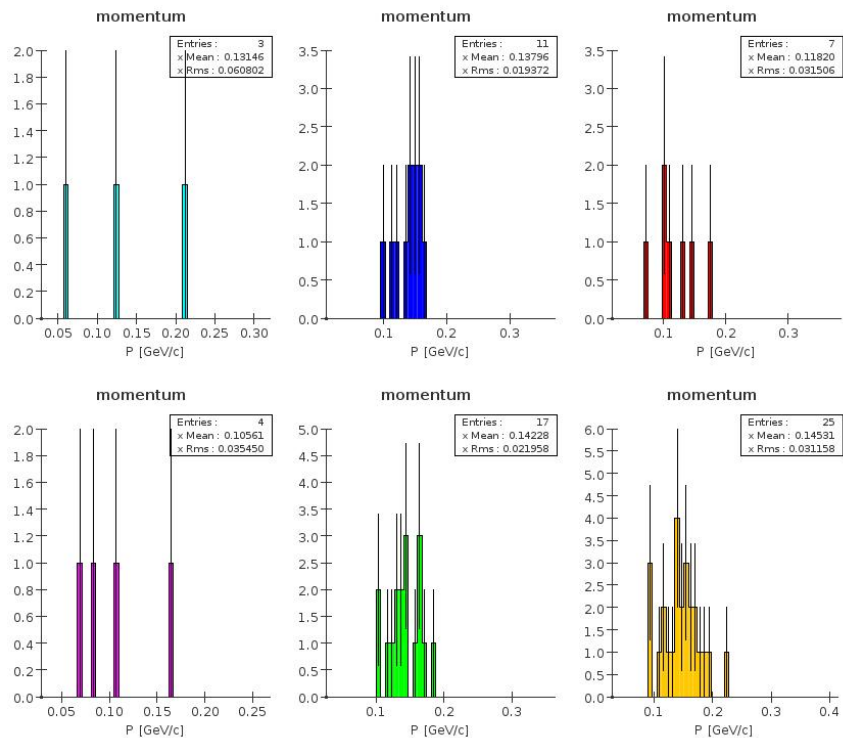 momentum
Entries : 3
x Mean : 0.13146
x Rms : 0.060802
2.0
1.8
1.6
1.4
1.2
1.0
0.8
0.6
0.4
0.2
0.0
0.05 0.10 0.15 0.20 0.25 0.30
P [GeV/c]
momentum
Entries : 11
x Mean : 0.13796
x Rms : 0.019372
3.5
3.0
2.5
2.0
1.5
1.0
0.5
0.0
0.1 0.2 0.3
P [GeV/c]
momentum
Entries : 7
x Mean : 0.11820
x Rms : 0.031506
3.5
3.0
2.5
2.0
1.5
1.0
0.5
0.0
0.1 0.2 0.3
P [GeV/c]
momentum
Entries : 4
x Mean : 0.10561
x Rms : 0.035450
2.0
1.8
1.6
1.4
1.2
1.0
0.8
0.6
0.4
0.2
0.0
0.05 0.10 0.15 0.20 0.25
P [GeV/c]
momentum
Entries : 17
x Mean : 0.14228
x Rms : 0.021958
5.0
4.5
4.0
3.5
3.0
2.5
2.0
1.5
1.0
0.5
0.0
0.1 0.2 0.3
P [GeV/c]
momentum
Entries : 25
x Mean : 0.14531
x Rms : 0.031158
6.0
5.5
5.0
4.5
4.0
3.5
3.0
2.5
2.0
1.5
1.0
0.5
0.0
0.1 0.2 0.3 0.4
P [GeV/c]